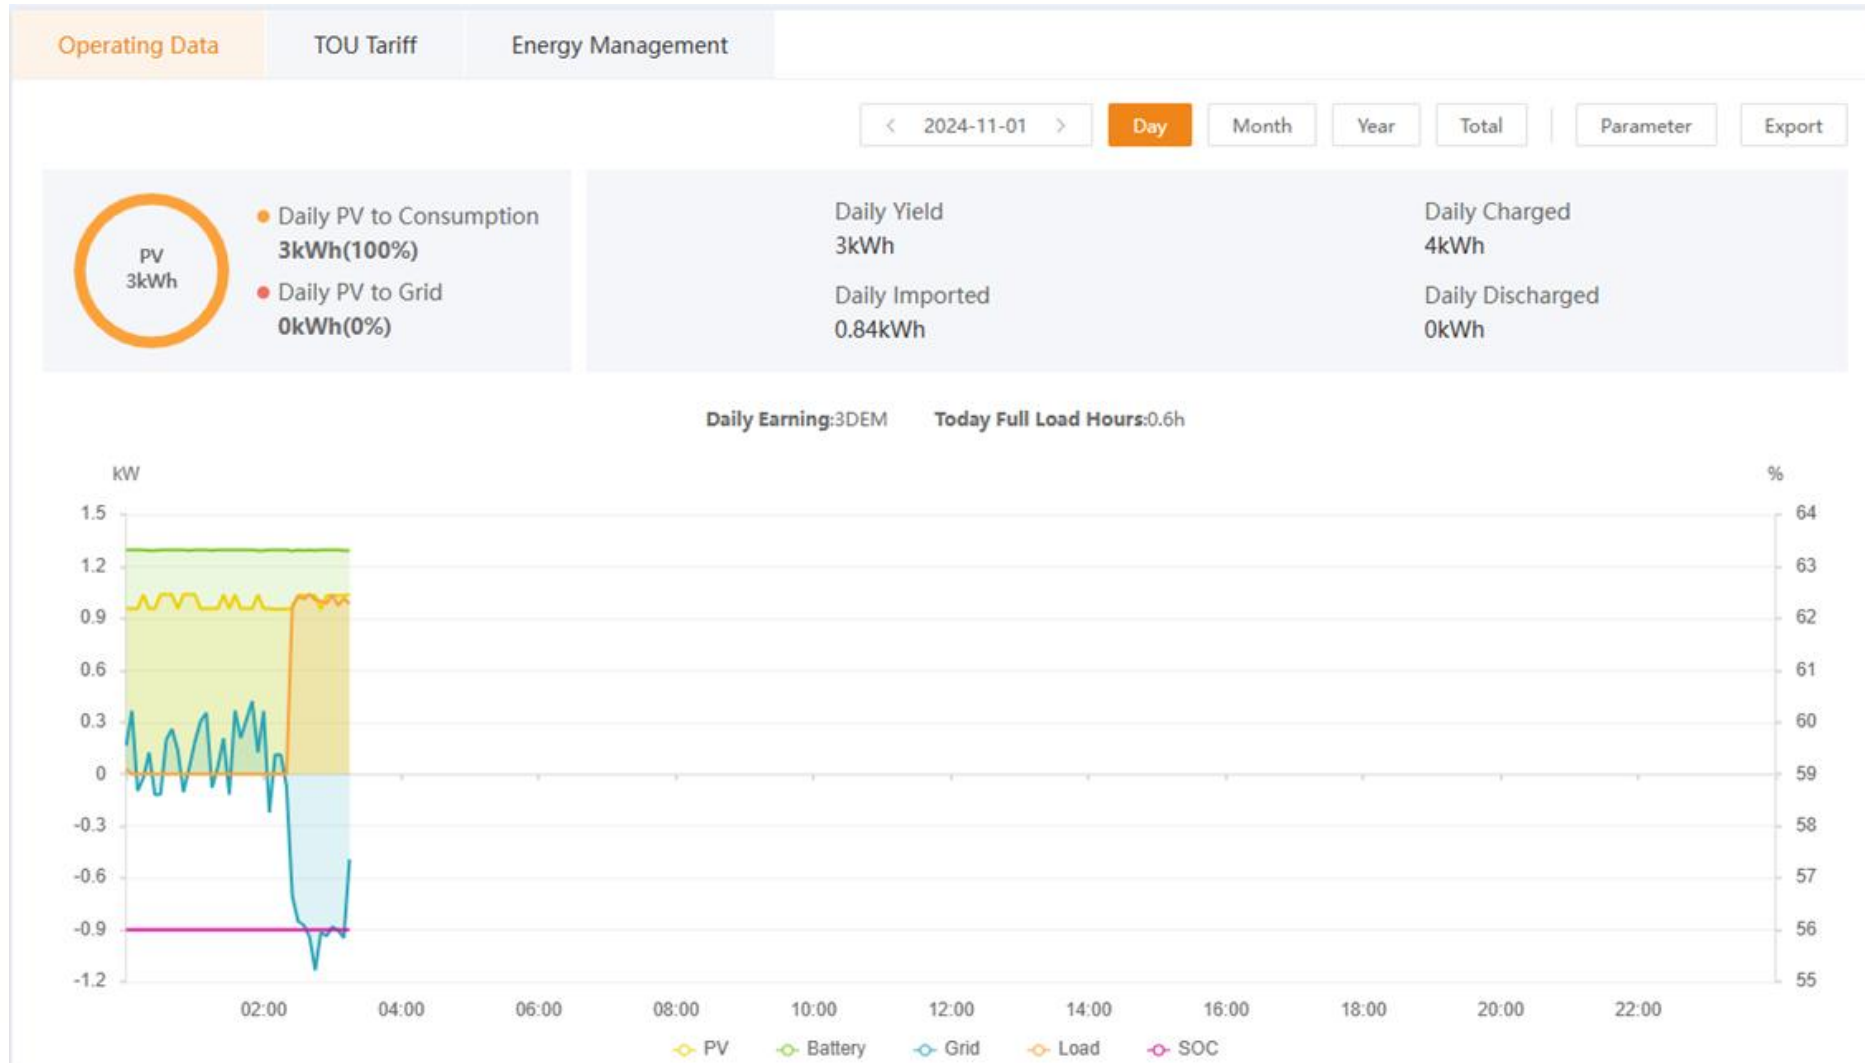 Operating Data TOU Tariff Energy Management
< 2024-11-01 > Day Month Year Total Parameter Export
PV
3kWh
Daily PV to Consumption
3kWh(100%)
Daily PV to Grid
0kWh(0%)
Daily Yield
3kWh
Daily Imported
0.84kWh
Daily Charged
4kWh
Daily Discharged
0kWh
Daily Earning:3DEM Today Full Load Hours:0.6h
kW %
1.5 64
1.2 63
0.9 62
0.6 61
0.3 60
0 59
-0.3 58
-0.6 57
-0.9 56
-1.2 55
02:00 04:00 06:00 08:00 10:00 12:00 14:00 16:00 18:00 20:00 22:00
PV Battery Grid Load SOC